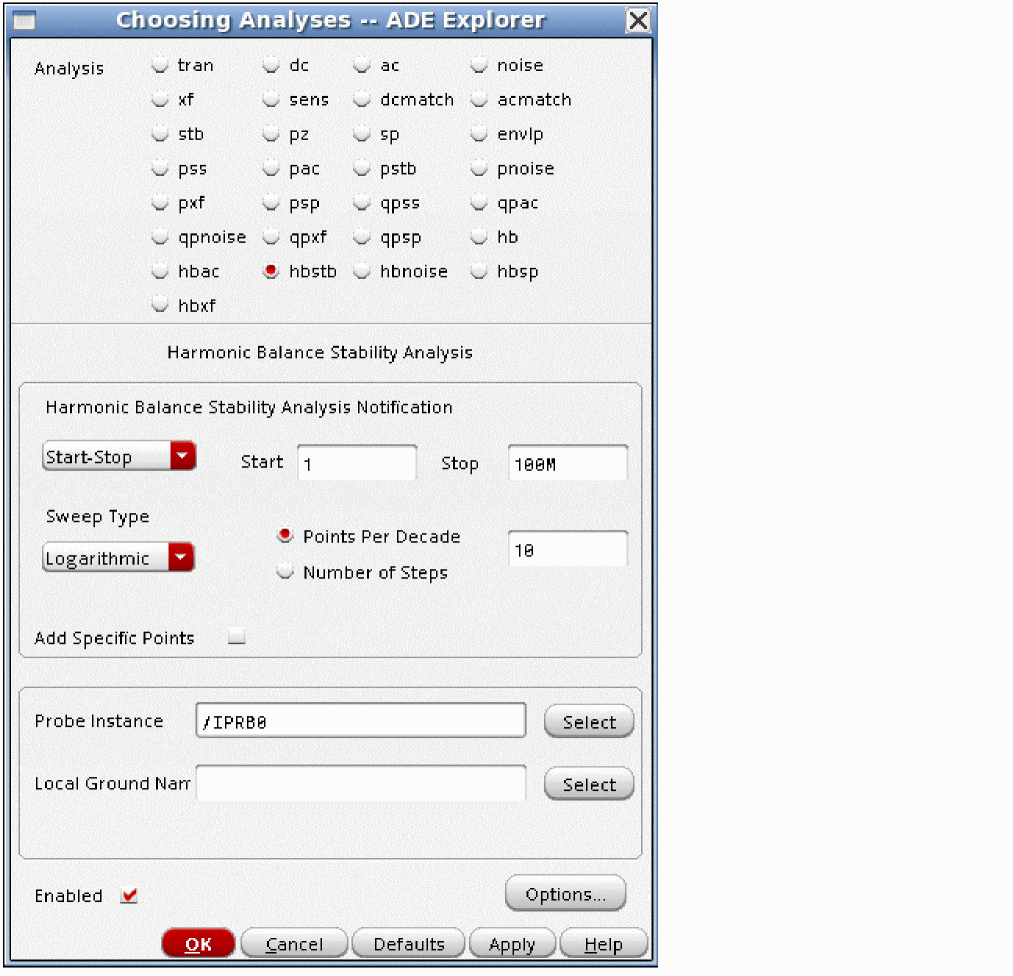 Choosing Analyses -- ADE Explorer
Analysis tran dc ac noise
xf sens dcmatch acmatch
stb pz sp envlp
pss pac pstb pnoise
pxf psp qpss qpac
qpnoise qpxf qpsp hb
hbac hbstb hbnoise hbsp
hbxf
Harmonic Balance Stability Analysis
Harmonic Balance Stability Analysis Notification
Start-Stop Start 1 Stop 100M
Sweep Type
Points Per Decade
Logarithmic 10
Number of Steps
Add Specific Points
Probe Instance /IPRB0 Select
Local Ground Nam Select
Enabled Options...
OK Cancel Defaults Apply Help